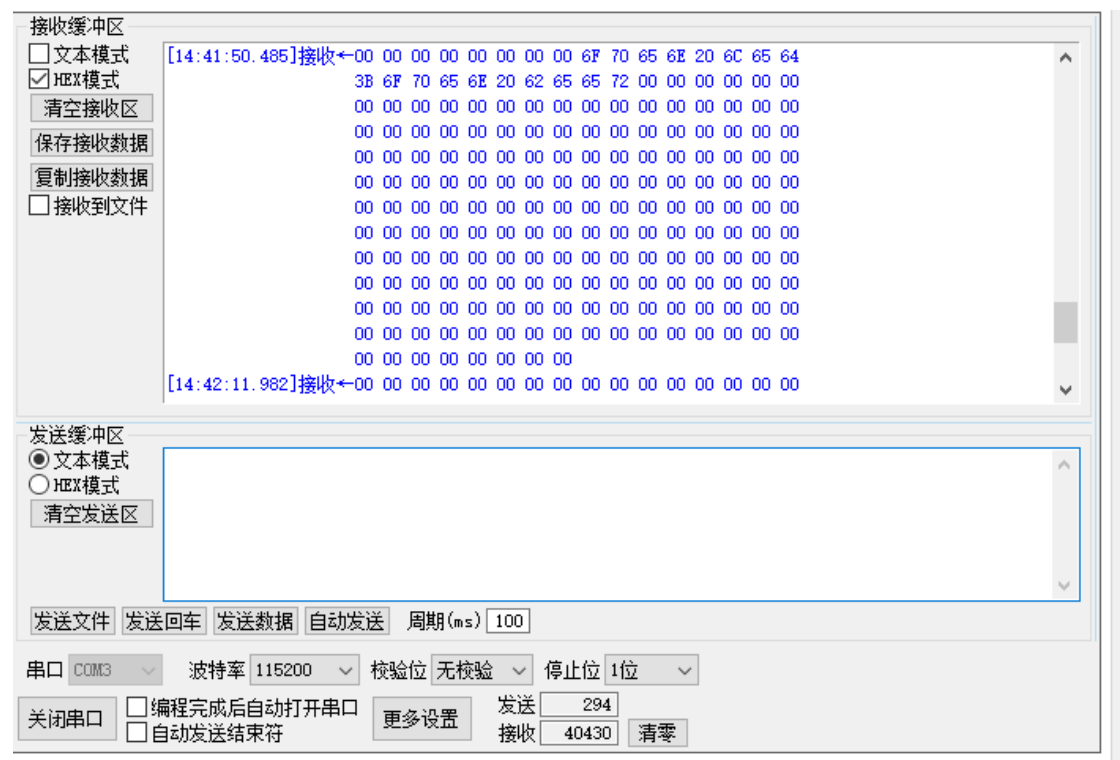 接收缓冲区
文本模式
HEX模式
清空接收区
保存接收数据
复制接收数据
接收到文件
[14:41:50.485]接收←00 00 00 00 00 00 00 00 6F 70 65 6E 20 6C 65 64
3B 6F 70 65 6E 20 62 65 65 72 00 00 00 00 00 00
00 00 00 00 00 00 00 00 00 00 00 00 00 00 00 00
00 00 00 00 00 00 00 00 00 00 00 00 00 00 00 00
00 00 00 00 00 00 00 00 00 00 00 00 00 00 00 00
00 00 00 00 00 00 00 00 00 00 00 00 00 00 00 00
00 00 00 00 00 00 00 00 00 00 00 00 00 00 00 00
00 00 00 00 00 00 00 00 00 00 00 00 00 00 00 00
00 00 00 00 00 00 00 00 00 00 00 00 00 00 00 00
00 00 00 00 00 00 00 00 00 00 00 00 00 00 00 00
00 00 00 00 00 00 00 00 00 00 00 00 00 00 00 00
00 00 00 00 00 00 00 00 00 00 00 00 00 00 00 00
00 00 00 00 00 00 00 00
[14:42:11.982]接收←00 00 00 00 00 00 00 00 00 00 00 00 00 00 00 00
发送缓冲区
文本模式
HEX模式
清空发送区
发送文件 发送回车 发送数据 自动发送 周期(ms) 100
串口 COM3 波特率 115200 校验位 无校验 停止位 1位
关闭串口 编程完成后自动打开串口 更多设置 发送 294
自动发送结束符 接收 40430 清零